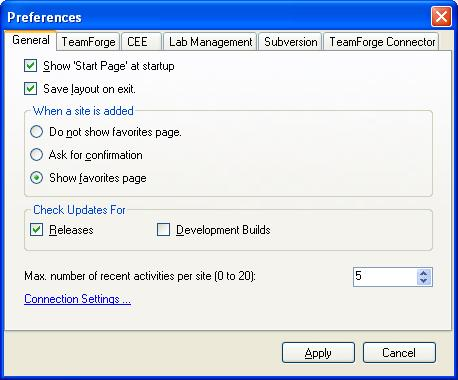 Preferences
General TeamForge CEE Lab Management Subversion TeamForge Connector
Show 'Start Page' at startup
Save layout on exit.
When a site is added
Do not show favorites page.
Ask for confirmation
Show favorites page
Check Updates For
Releases Development Builds
Max. number of recent activities per site (0 to 20): 5
Connection Settings ...
Apply Cancel